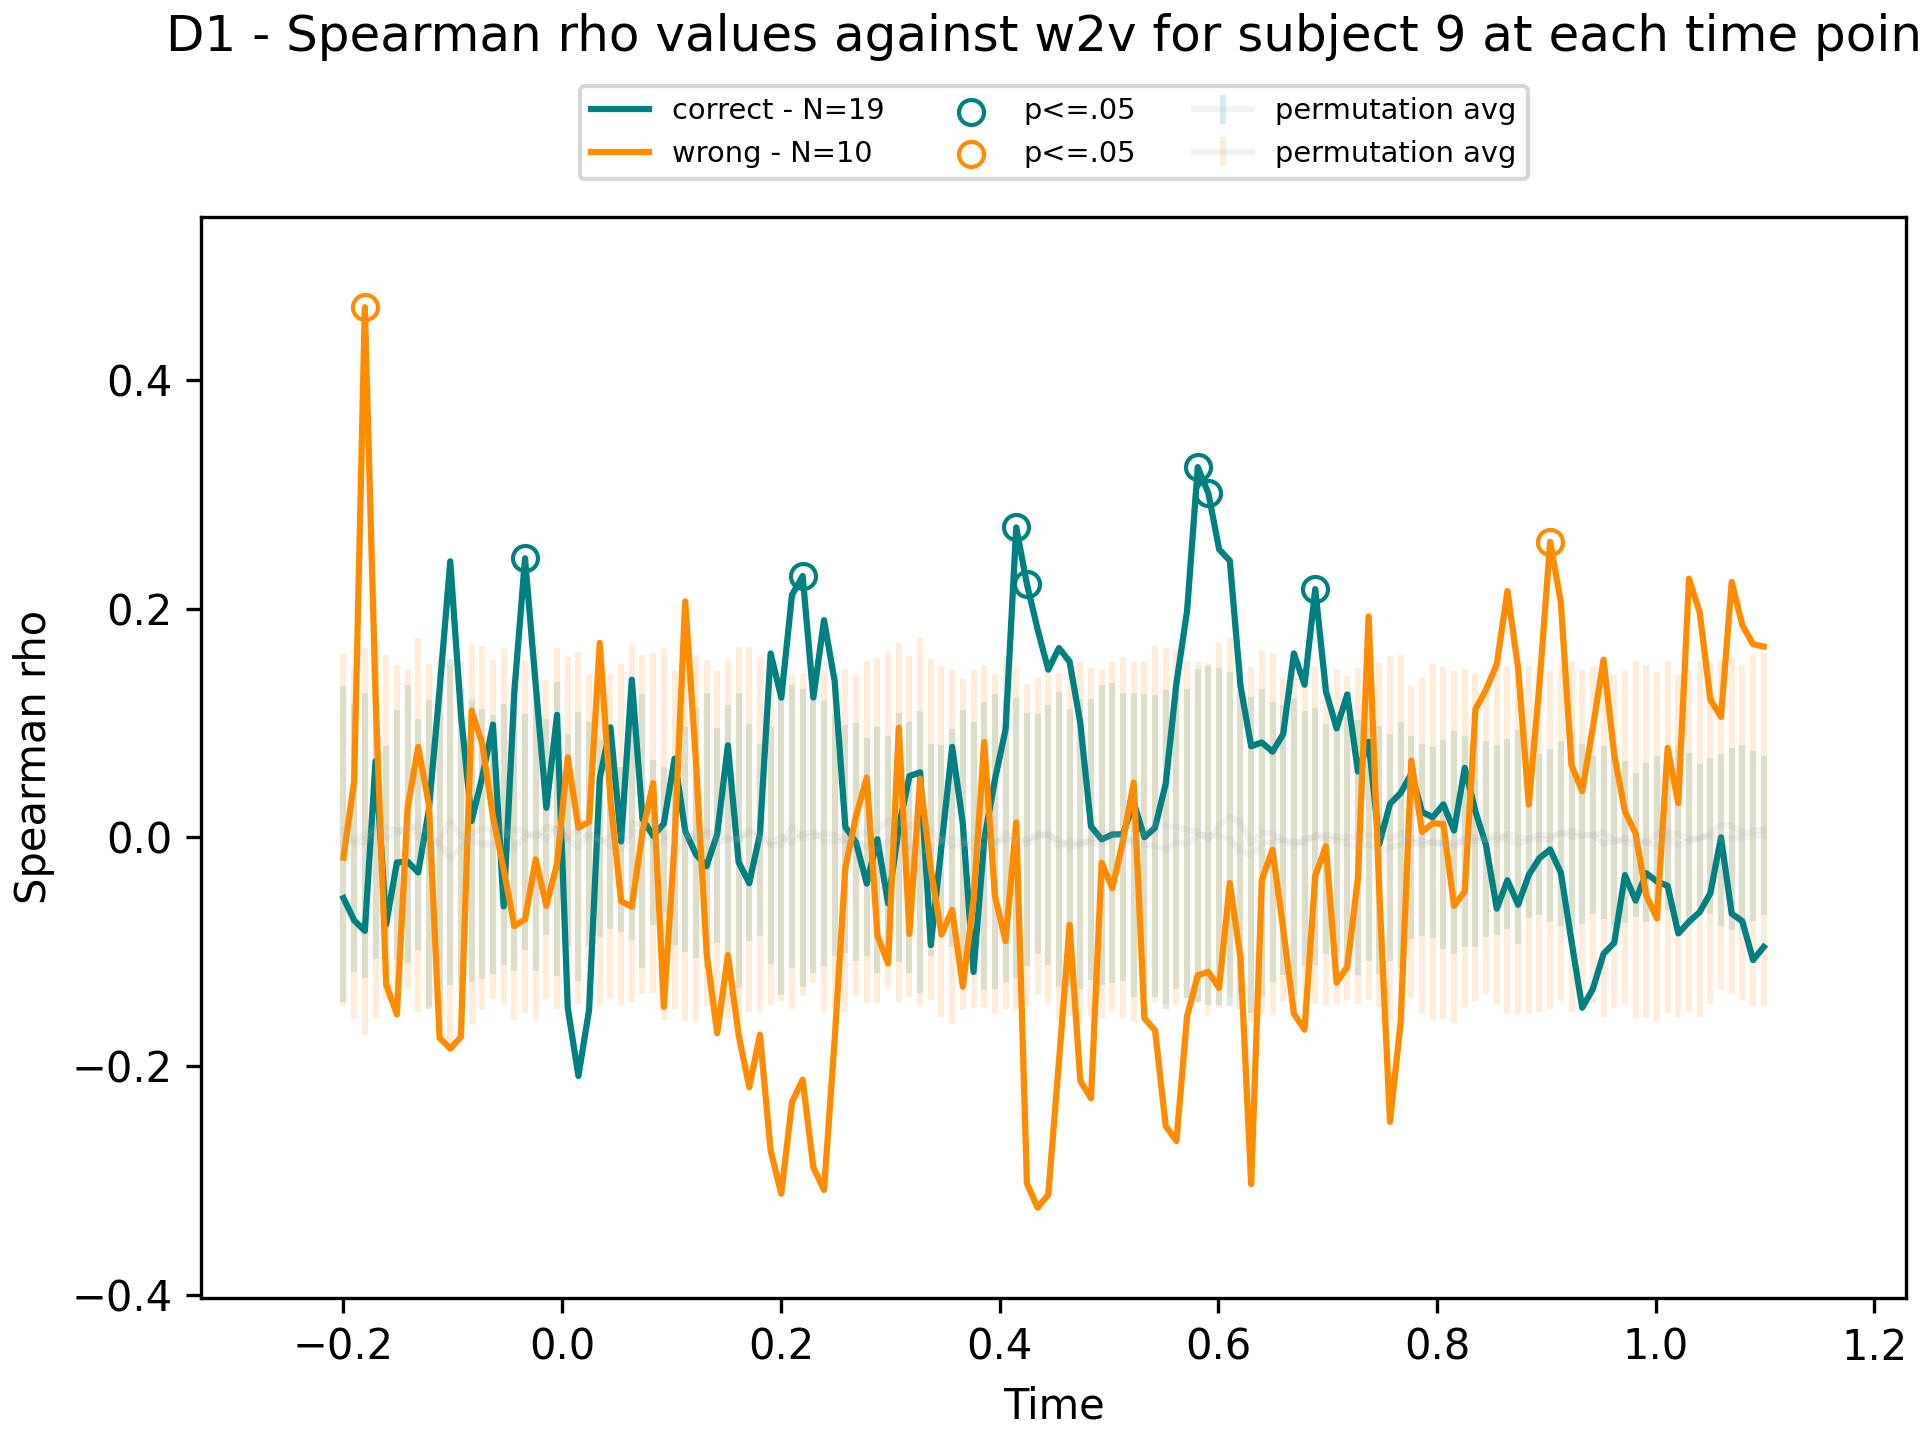 D1 - Spearman rho values against w2v for subject 9 at each time poin
correct - N=19
wrong - N=10
p<=.05
p<=.05
permutation avg
permutation avg
Spearman rho
0.4
0.2
0.0
−0.2
−0.4
−0.2 0.0 0.2 0.4 0.6 0.8 1.0 1.2
Time